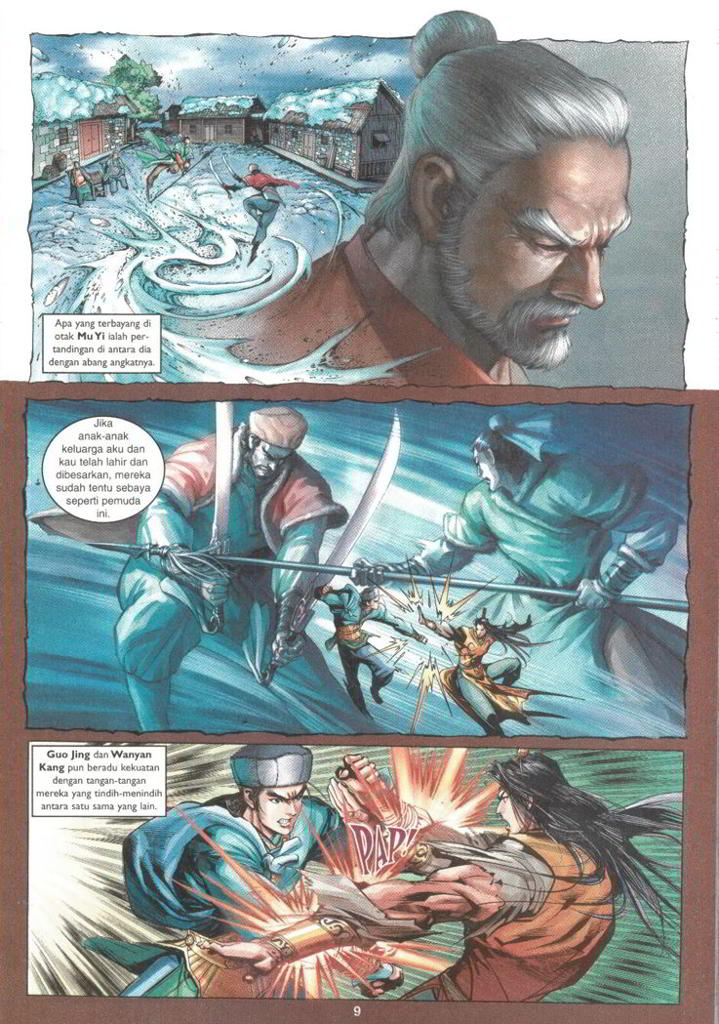 Apa yang terbayang di
otak Mu Yi ialah per-
tandingan di antara dia
dengan abang angkatnya.
Jika
anak-anak
keluarga aku dan
kau telah lahir dan
dibesarkan, mereka
sudah tentu sebaya
seperti pemuda
ini.
Guo Jing dan Wanyan
Kang pun beradu kekuatan
dengan tangan-tangan
mereka yang tindih-menindih
antara satu sama yang lain.
PAP!
9